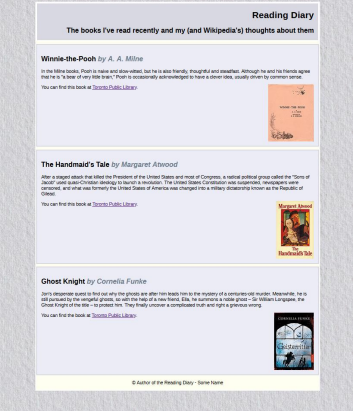 Reading Diary
The books I've read recently and my (and Wikipedia's) thoughts about them
Winnie-the-Pooh by A. A. Milne
In the Milne books, Pooh is naive and slow-witted, but he is also friendly, thoughtful and steadfast. Although he and his friends agree
that he is "a bear of very little brain," Pooh is occasionally acknowledged to have a clever idea, usually driven by common sense.
You can find this book at Toronto Public Library.
The Handmaid's Tale by Margaret Atwood
After a staged attack that killed the President of the United States and most of Congress, a radical political group called the "Sons of
Jacob" used quasi-Christian ideology to launch a revolution. The United States Constitution was suspended, newspapers were
censored, and what was formerly the United States of America was changed into a military dictatorship known as the Republic of
Gilead.
You can find this book at Toronto Public Library.
Margaret Atwood
The
Handmaid's Tale
Ghost Knight by Cornelia Funke
Jon's desperate quest to find out why the ghosts are after him leads him to the mystery of a centuries-old murder. Meanwhile, he is
still pursued by the vengeful ghosts, so with the help of a new friend, Ella, he summons a noble ghost – Sir William Longspee, the
Ghost Knight of the title – to protect him. They finally uncover a complicated truth and right a grievous wrong.
You can find the book at Toronto Public Library.
CORNELIA FUNKE
Geisterritter
© Author of the Reading Diary - Some Name